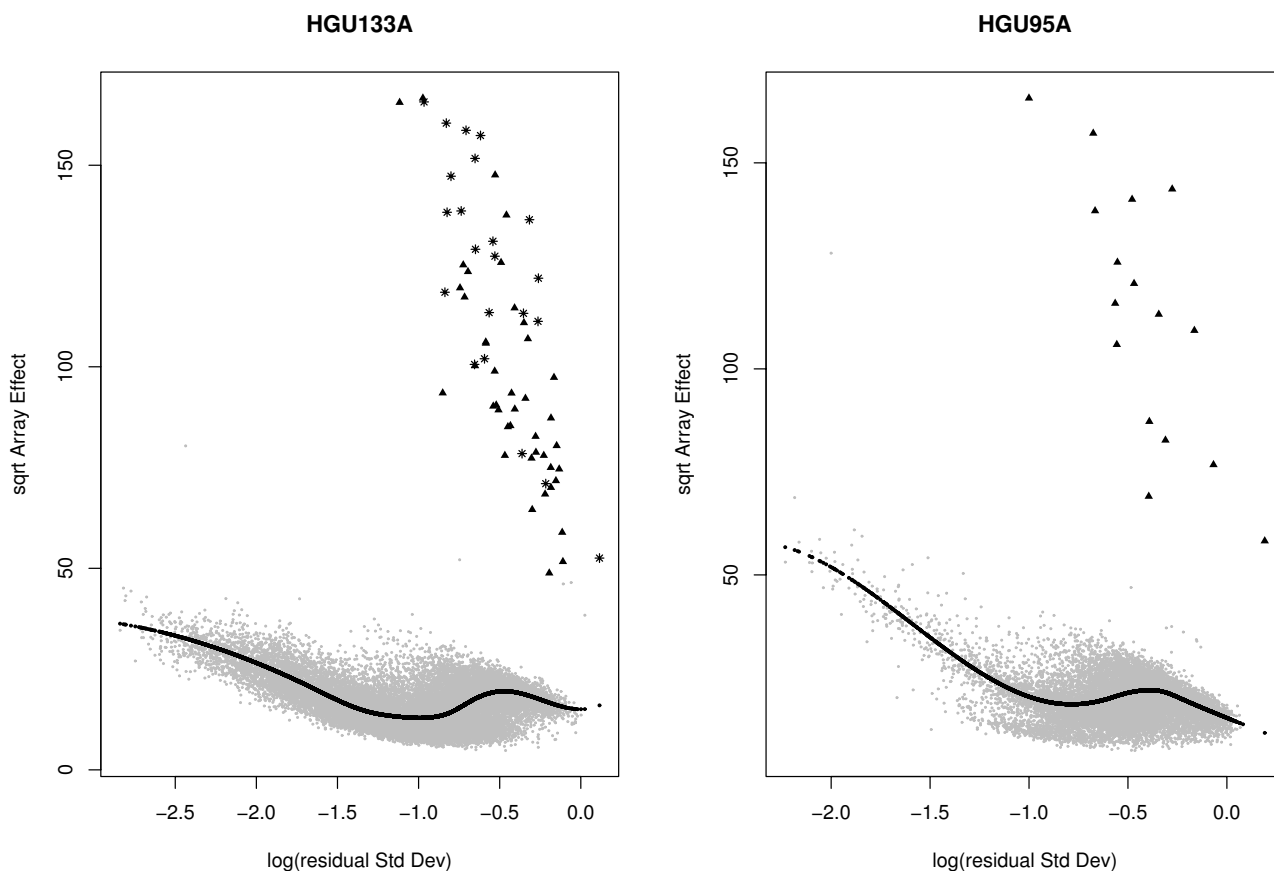 HGU133A
sqrt Array Effect
150
100
50
0
−2.5 −2.0 −1.5 −1.0 −0.5 0.0
log(residual Std Dev)
HGU95A
sqrt Array Effect
150
100
50
−2.0 −1.5 −1.0 −0.5 0.0
log(residual Std Dev)